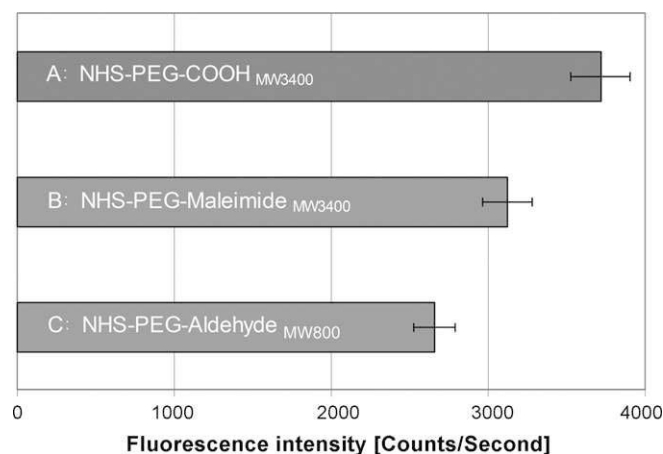 A: NHS-PEG-COOH MW3400
B: NHS-PEG-Maleimide MW3400
C: NHS-PEG-Aldehyde MW800
0 1000 2000 3000 4000
Fluorescence intensity [Counts/Second]